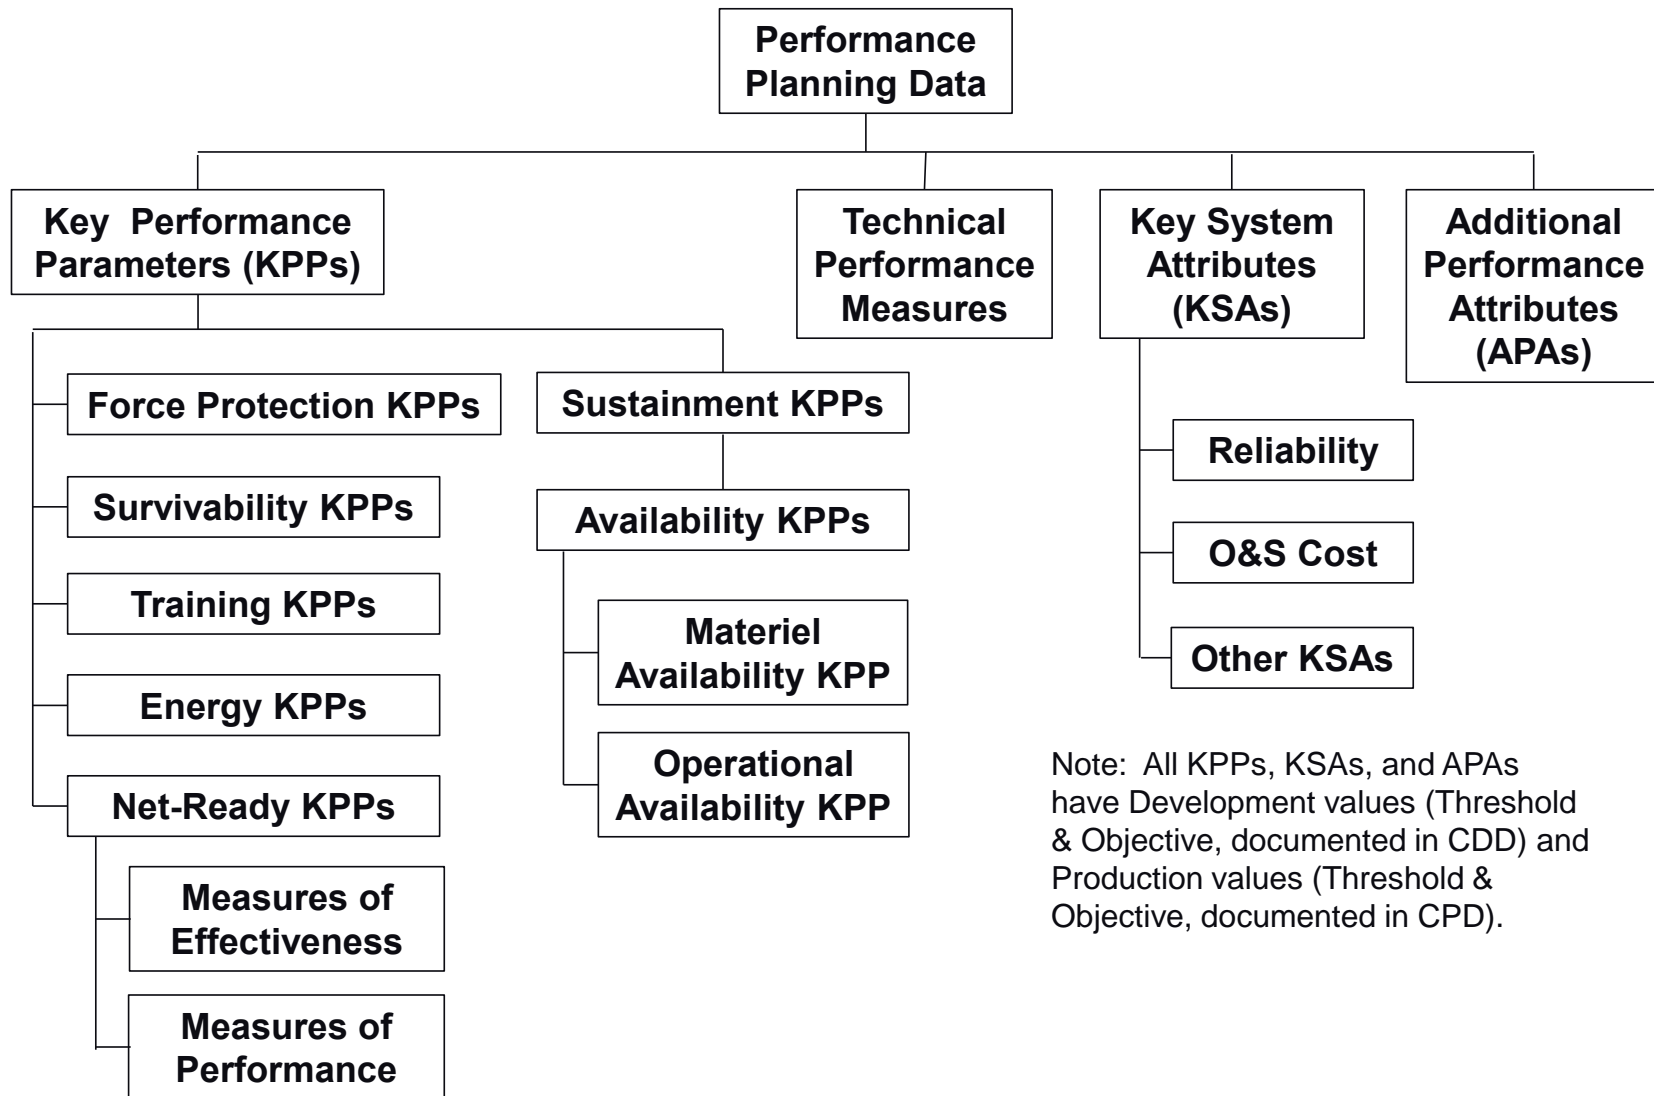 Performance
Planning Data
Key  Performance
Parameters (KPPs)
Technical
Performance
Measures
Key System
Attributes
(KSAs)
Additional
Performance
Attributes
(APAs)
Force Protection KPPs
Survivability KPPs
Training KPPs
Energy KPPs
Net-Ready KPPs
Measures of
Effectiveness
Measures of
Performance
Sustainment KPPs
Availability KPPs
Materiel
Availability KPP
Operational
Availability KPP
Reliability
O&S Cost
Other KSAs
Note:  All KPPs, KSAs, and APAs
have Development values (Threshold
& Objective, documented in CDD) and
Production values (Threshold &
Objective, documented in CPD).